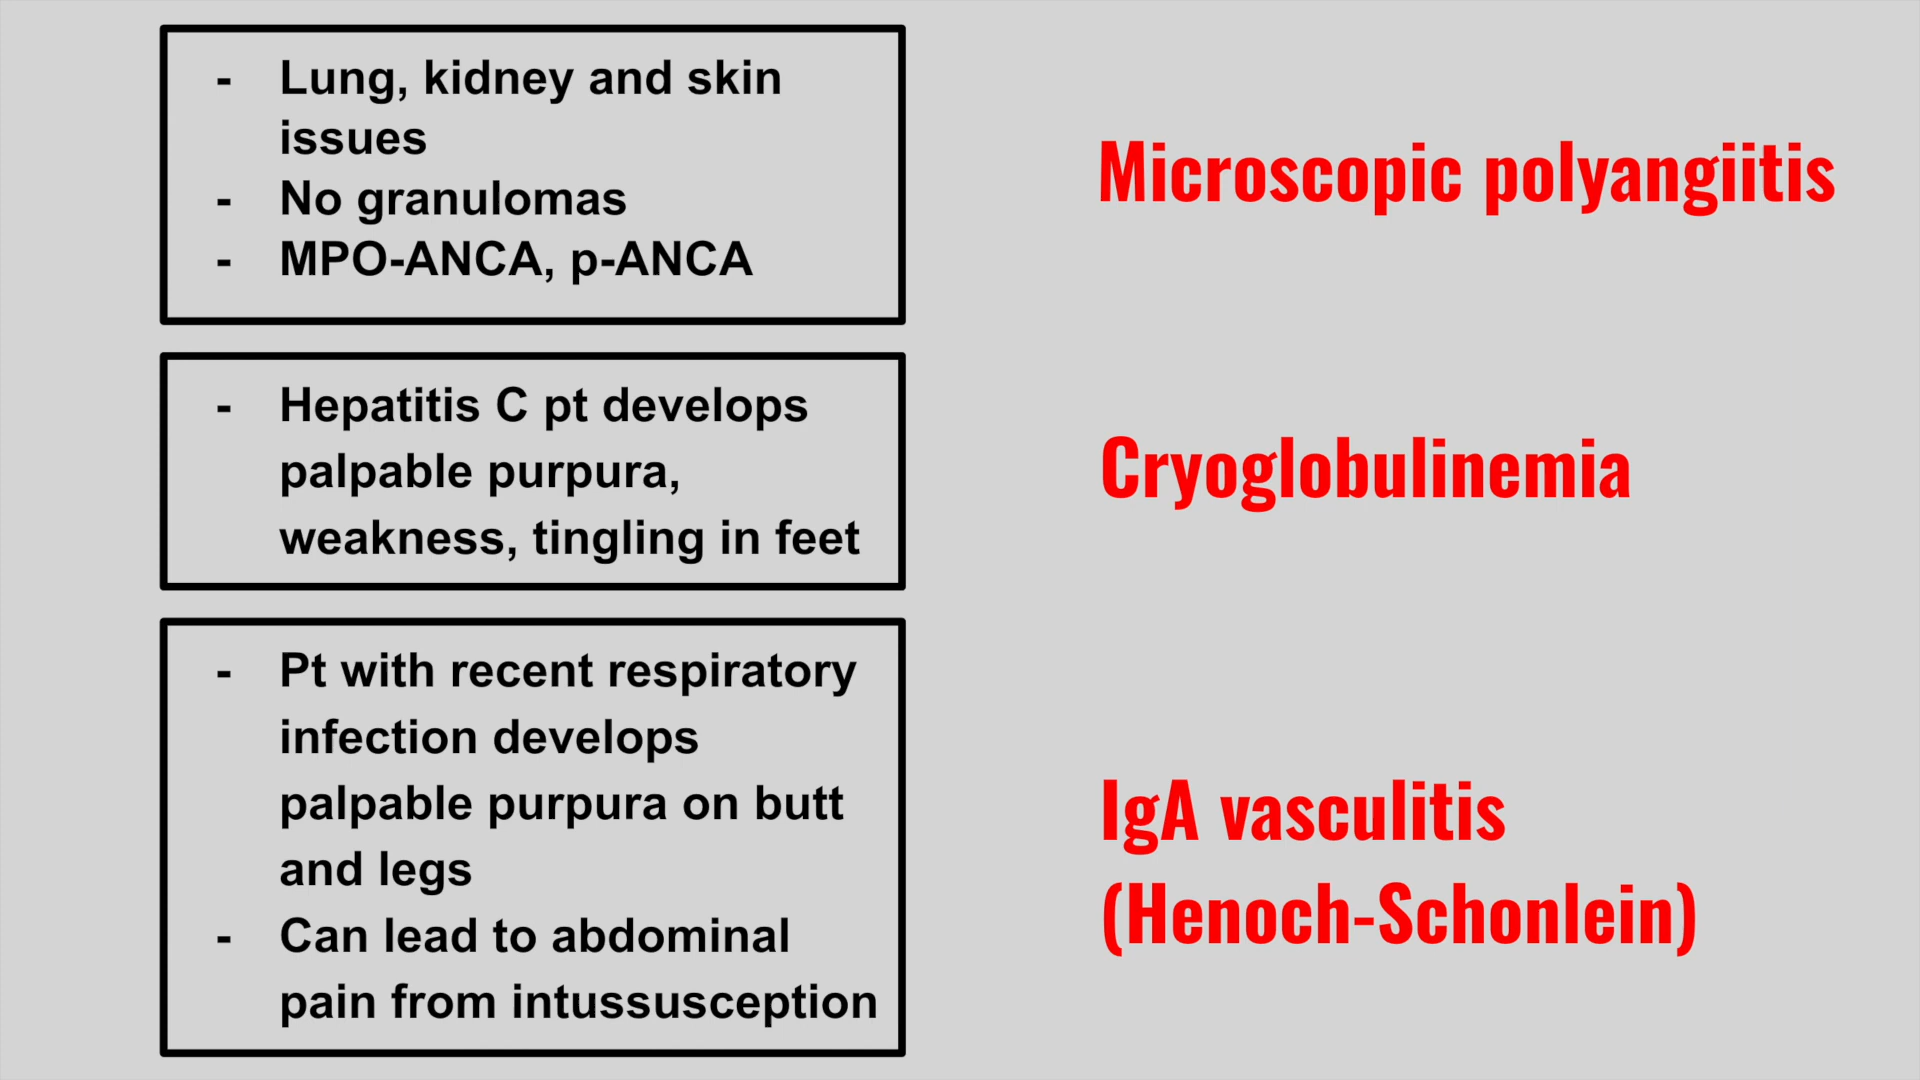 - Lung, kidney and skin
issues
- No granulomas
- MPO-ANCA, p-ANCA
Microscopic polyangiitis
- Hepatitis C pt develops
palpable purpura,
weakness, tingling in feet
Cryoglobulinemia
- Pt with recent respiratory
infection develops
palpable purpura on butt
and legs
- Can lead to abdominal
pain from intussusception
IgA vasculitis
(Henoch-Schonlein)